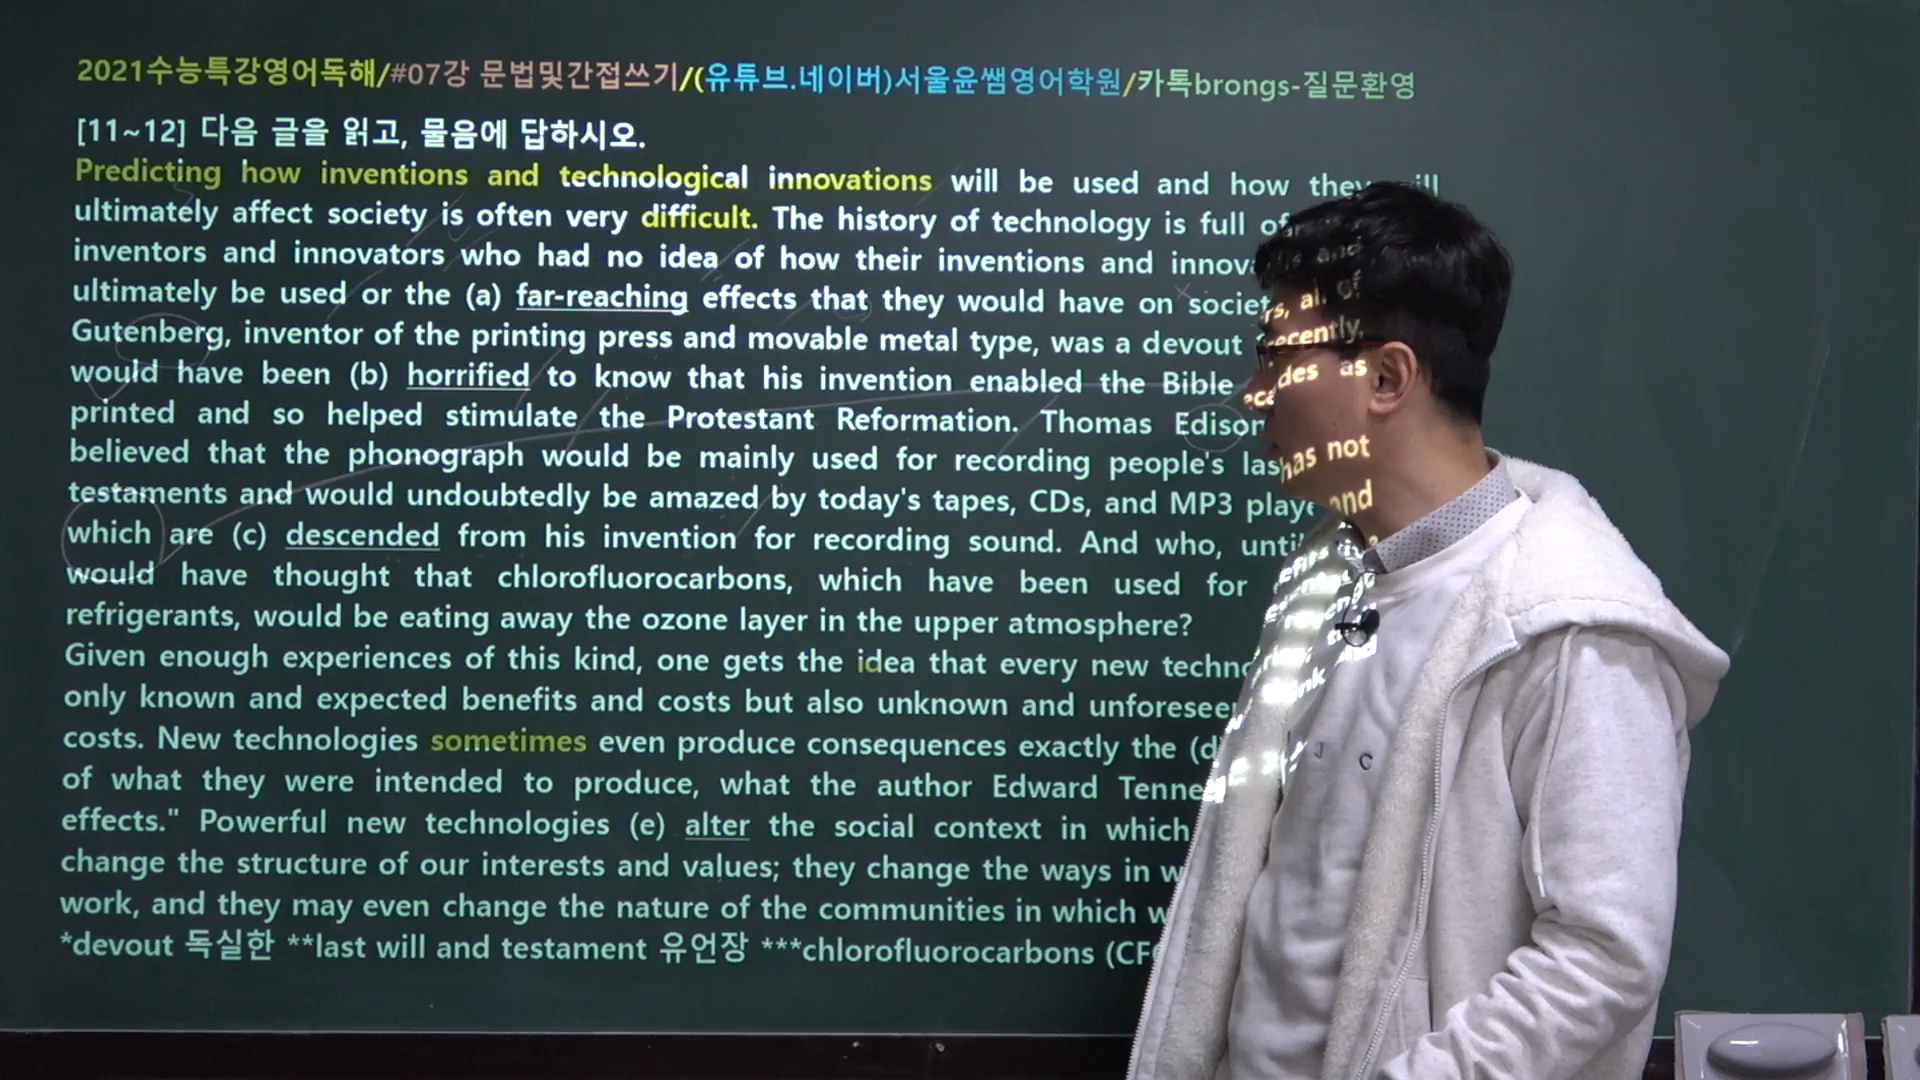 2021수능특강영어독해/#07강 문법및간접쓰기/(유튜브.네이버)서울윤쌤영어학원/카톡brongs-질문환영
[11~12] 다음 글을 읽고, 물음에 답하시오.
Predicting how inventions and technological innovations will be used and how they will
ultimately affect society is often very difficult. The history of technology is full of
inventors and innovators who had no idea of how their inventions and
ultimately be used or the (a) far-reaching effects that they would have on
Gutenberg, inventor of the printing press and movable metal type, was a devout
would have been (b) horrified to know that his invention enabled the Bible
printed and so helped stimulate the Protestant Reformation. Thomas Edison
believed that the phonograph would be mainly used for recording people's
testaments and would undoubtedly be amazed by today's tapes, CDs, and MP3 all of
which are (c) descended from his invention for recording sound. And who, recently,
would have thought that chlorofluorocarbons, which have been used for as
refrigerants, would be eating away the ozone layer in the upper atmosphere?
Given enough experiences of this kind, one gets the idea that every new has not
only known and expected benefits and costs but also unknown and and
costs. New technologies sometimes even produce consequences exactly the
of what they were intended to produce, what the author Edward
effects." Powerful new technologies (e) alter the social context in which
change the structure of our interests and values; they change the ways in
work, and they may even change the nature of the communities in which
*devout 독실한 **last will and testament 유언장 ***chlorofluorocarbons
J C